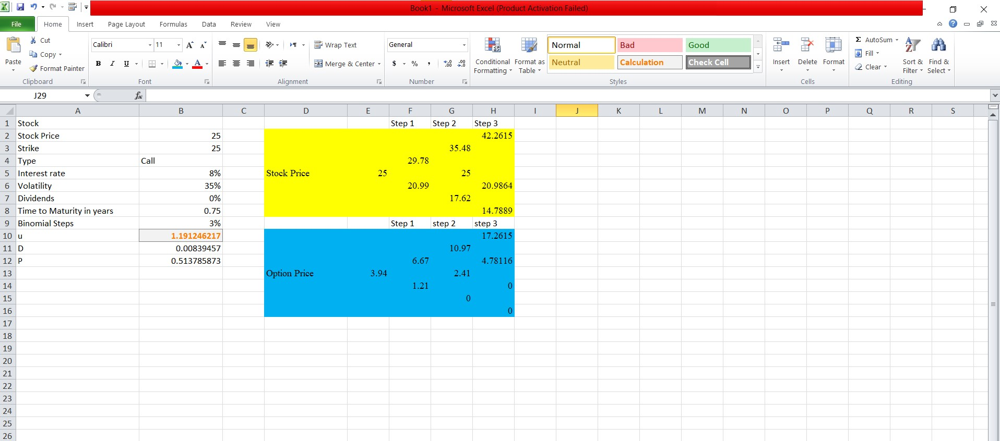 Book1 - Microsoft Excel (Product Activation Failed)
File Home Insert Page Layout Formulas Data Review View
Paste Cut Copy Format Painter
Calibri 11 A A
B I U A
Wrap Text
Merge & Center
General
$ % ,
Conditional Formatting Format as Table
Normal Bad Good
Neutral Calculation Check Cell
Insert Delete Format
Σ AutoSum
Fill
Clear
Sort & Filter Find & Select
Clipboard Font Alignment Number Styles Cells Editing
J29 fx
A B C D E F G H I J K L M N O P Q R S
1 Stock Step 1 Step 2 Step 3
2 Stock Price 25 42.2615
3 Strike 25 35.48
4 Type Call 29.78
5 Interest rate 8% Stock Price 25 25
6 Volatility 35% 20.99 20.9864
7 Dividends 0% 17.62
8 Time to Maturity in years 0.75 14.7889
9 Binomial Steps 3% Step 1 step 2 step 3
10 u 1.191246217 17.2615
11 D 0.00839457 10.97
12 P 0.513785873 6.67 4.78116
13 Option Price 3.94 2.41
14 1.21 0
15 0
16 0
17
18
19
20
21
22
23
24
25
26